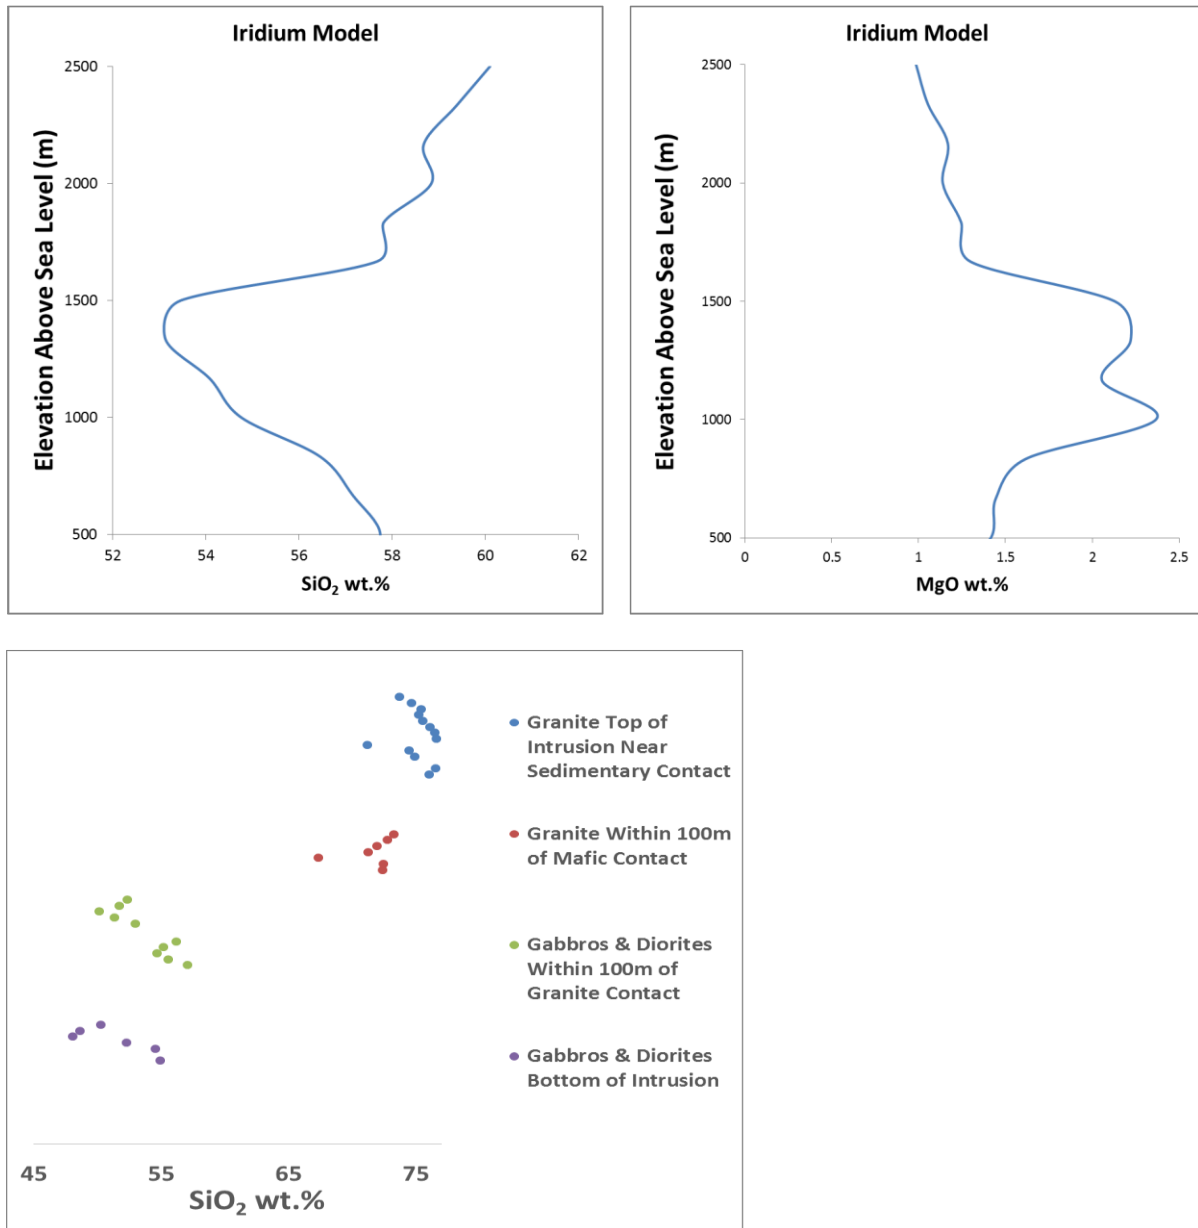 Iridium Model
Elevation Above Sea Level (m)
2500
2000
1500
1000
500
52 54 56 58 60 62
SiO₂ wt.%
Iridium Model
Elevation Above Sea Level (m)
2500
2000
1500
1000
500
0 0.5 1 1.5 2 2.5
MgO wt.%
Granite Top of
Intrusion Near
Sedimentary Contact
Granite Within 100m
of Mafic Contact
Gabbros & Diorites
Within 100m of
Granite Contact
Gabbros & Diorites
Bottom of Intrusion
45 55 65 75
SiO₂ wt.%